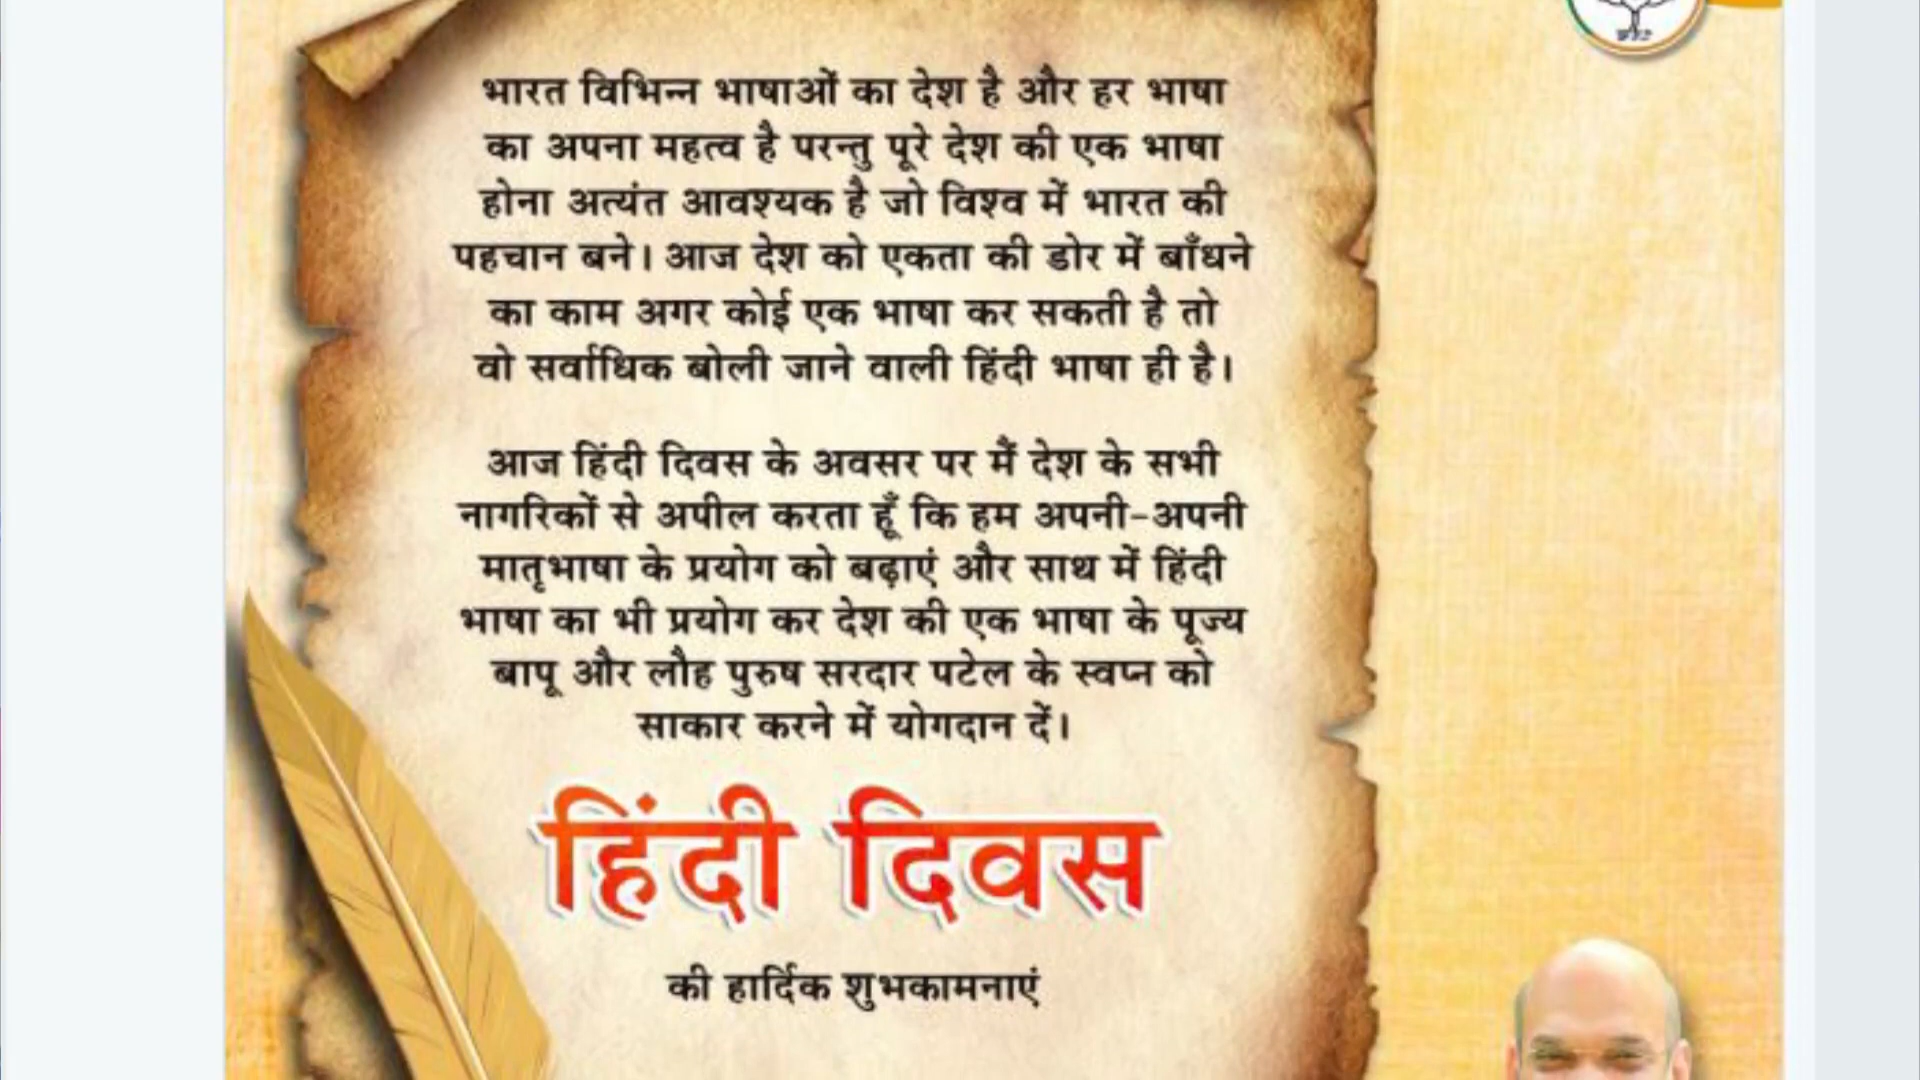 भारत विभिन्न भाषाओं का देश है और हर भाषा
का अपना महत्व है परन्तु पूरे देश की एक भाषा
होना अत्यंत आवश्यक है जो विश्व में भारत की
पहचान बने। आज देश को एकता की डोर में बाँधने
का काम अगर कोई एक भाषा कर सकती है तो
वो सर्वाधिक बोली जाने वाली हिंदी भाषा ही है।
आज हिंदी दिवस के अवसर पर मैं देश के सभी
नागरिकों से अपील करता हूँ कि हम अपनी-अपनी
मातृभाषा के प्रयोग को बढ़ाएं और साथ में हिंदी
भाषा का भी प्रयोग कर देश की एक भाषा के पूज्य
बापू और लौह पुरुष सरदार पटेल के स्वप्न को
साकार करने में योगदान दें।
हिंदी दिवस
की हार्दिक शुभकामनाएं